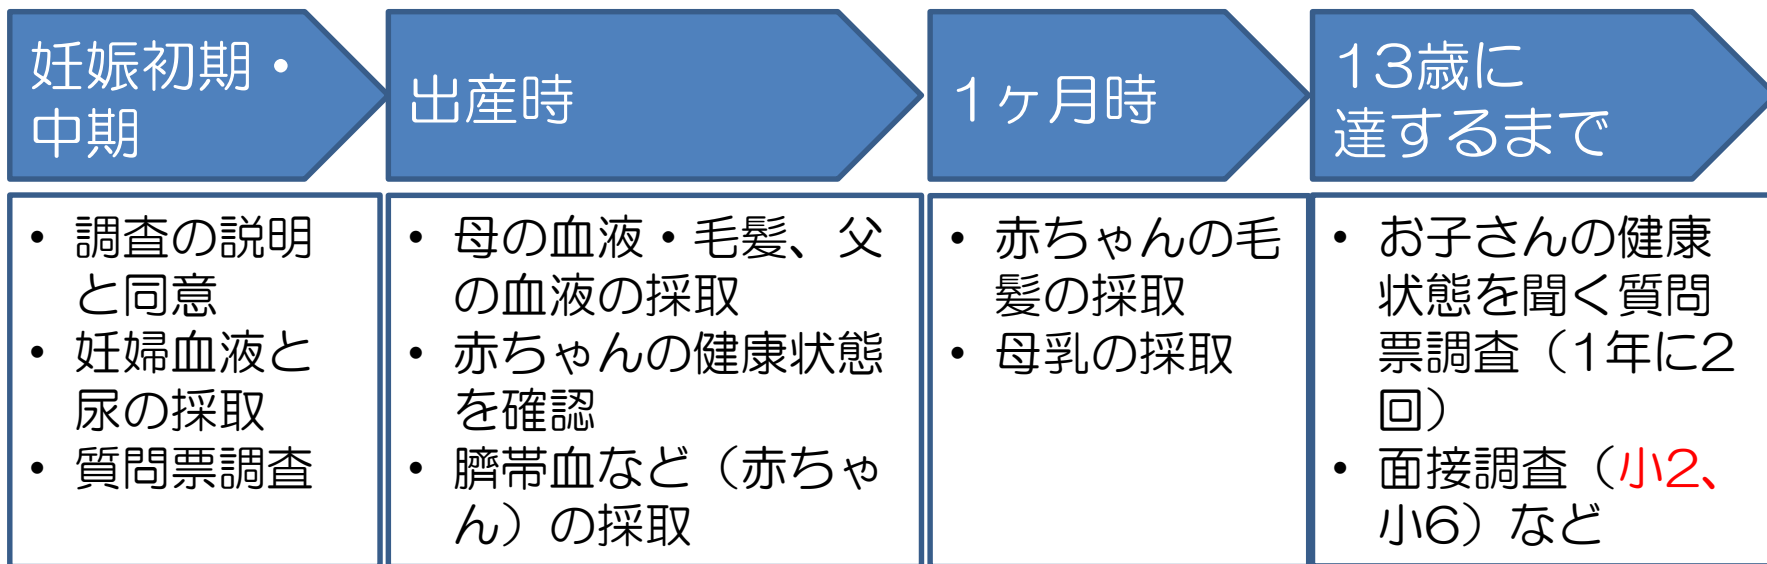 妊娠初期・
中期
出産時
1ヶ月時
13歳に
達するまで
• 調査の説明
と同意
• 妊婦血液と
尿の採取
• 質問票調査
• 母の血液・毛髪、父
の血液の採取
• 赤ちゃんの健康状態
を確認
• 臍帯血など（赤ちゃ
ん）の採取
• 赤ちゃんの毛
髪の採取
• 母乳の採取
• お子さんの健康
状態を聞く質問
票調査（1年に2
回）
• 面接調査（小2、
小6）など